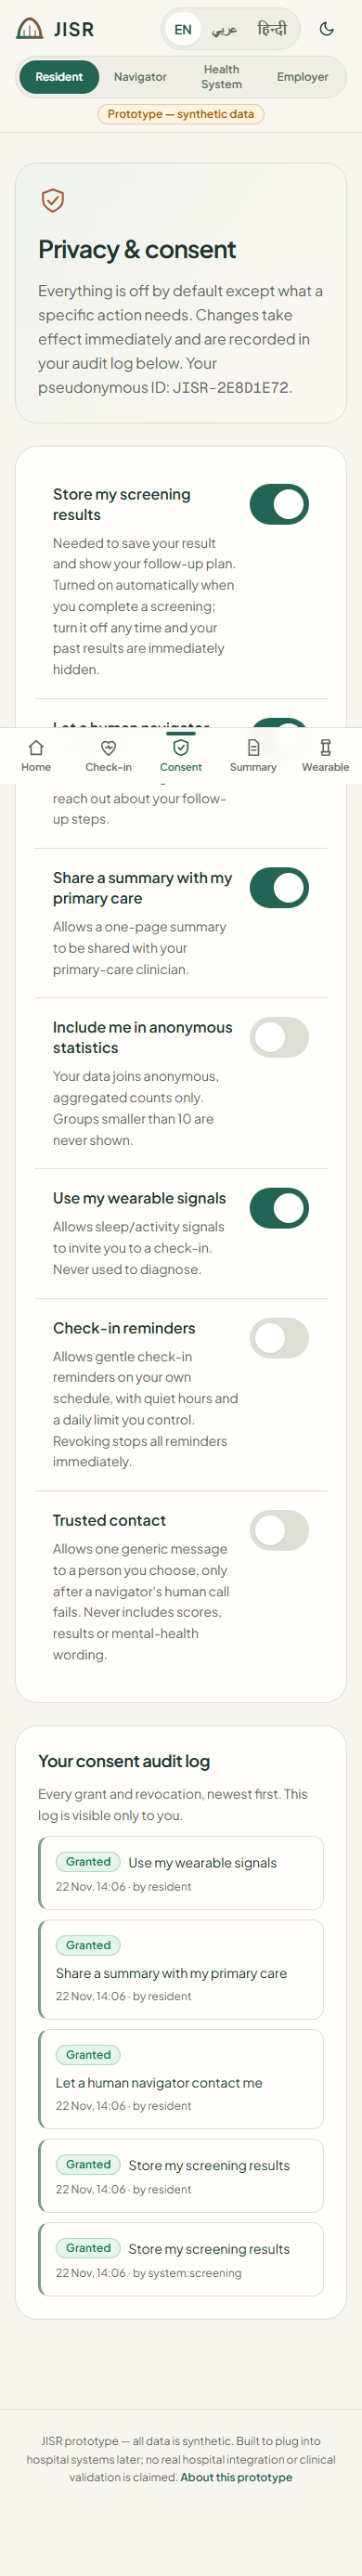 JISR
EN
عربي
हिन्दी
Resident
Navigator
Health
System
Employer
Prototype — synthetic data
Privacy & consent
Everything is off by default except what a
specific action needs. Changes take
effect immediately and are recorded in
your audit log below. Your
pseudonymous ID: JISR-2E8D1E72.
Store my screening
results
Needed to save your result
and show your follow-up plan.
Turned on automatically when
you complete a screening;
turn it off any time and your
past results are immediately
hidden.
Let a human navigator
Home
Check-in
Consent
Summary
Wearable
reach out about your follow-
up steps.
Share a summary with my
primary care
Allows a one-page summary
to be shared with your
primary-care clinician.
Include me in anonymous
statistics
Your data joins anonymous,
aggregated counts only.
Groups smaller than 10 are
never shown.
Use my wearable signals
Allows sleep/activity signals
to invite you to a check-in.
Never used to diagnose.
Check-in reminders
Allows gentle check-in
reminders on your own
schedule, with quiet hours and
a daily limit you control.
Revoking stops all reminders
immediately.
Trusted contact
Allows one generic message
to a person you choose, only
after a navigator's human call
fails. Never includes scores,
results or mental-health
wording.
Your consent audit log
Every grant and revocation, newest first. This
log is visible only to you.
Granted Use my wearable signals
22 Nov, 14:06 · by resident
Granted
Share a summary with my primary care
22 Nov, 14:06 · by resident
Granted
Let a human navigator contact me
22 Nov, 14:06 · by resident
Granted Store my screening results
22 Nov, 14:06 · by resident
Granted Store my screening results
22 Nov, 14:06 · by system:screening
JISR prototype — all data is synthetic. Built to plug into
hospital systems later; no real hospital integration or clinical
validation is claimed. About this prototype